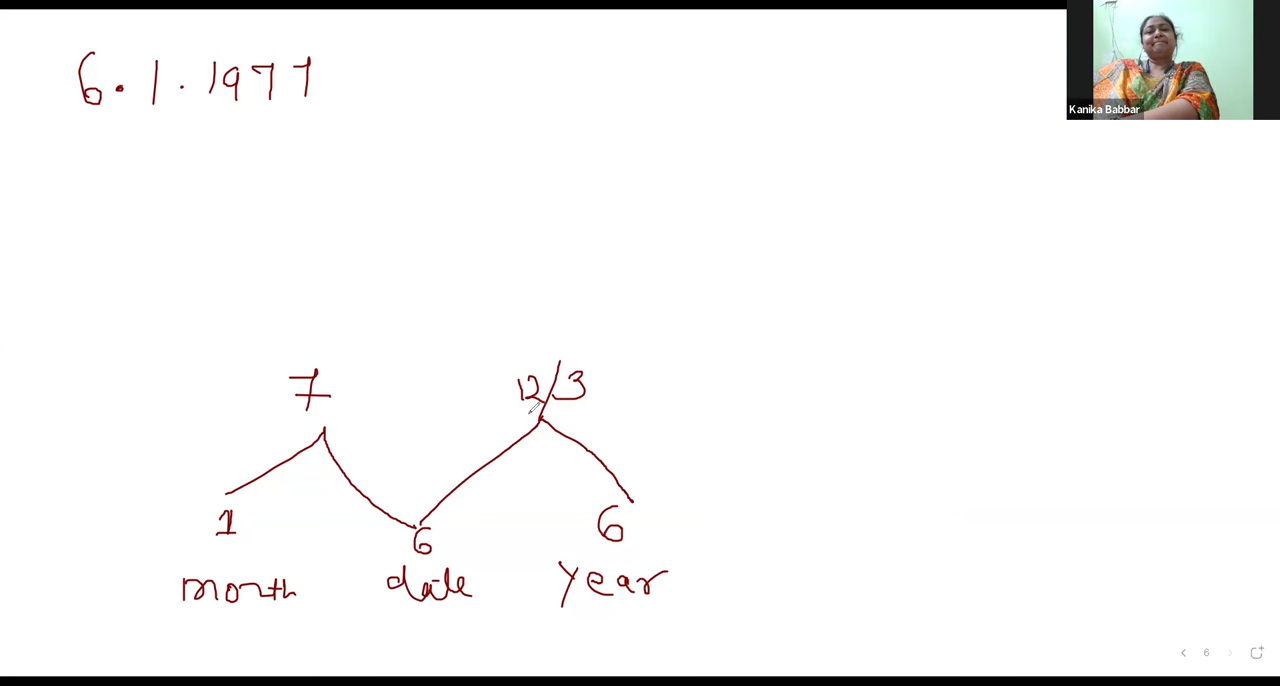 6.1.1977
Kanika Babbar
7 12/3
1 6 6
month date year
6